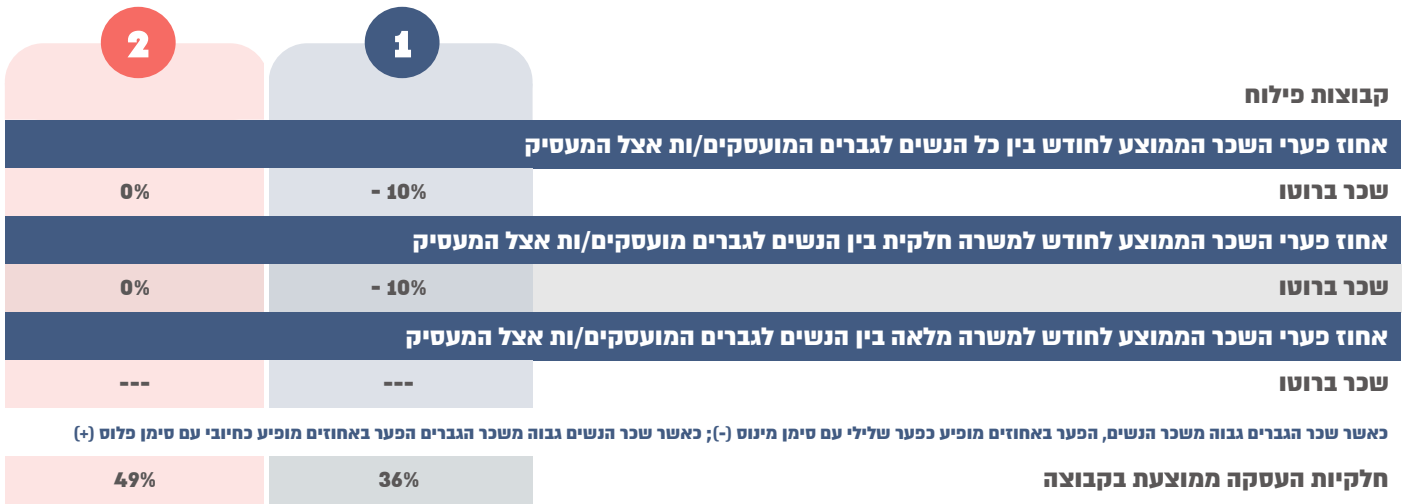 1 2
קבוצות פילוח
אחוז פערי השכר הממוצע לחודש בין כל הנשים לגברים המועסקים/ות אצל המעסיק
שכר ברוטו - 10% 0%
אחוז פערי השכר הממוצע לחודש למשרה חלקית בין הנשים לגברים מועסקים/ות אצל המעסיק
שכר ברוטו - 10% 0%
אחוז פערי השכר הממוצע לחודש למשרה מלאה בין הנשים לגברים המועסקים/ות אצל המעסיק
שכר ברוטו --- ---
כאשר שכר הגברים גבוה משכר הנשים, הפער באחוזים מופיע כפער שלילי עם סימן מינוס (-); כאשר שכר הנשים גבוה משכר הגברים הפער באחוזים מופיע כחיובי עם סימן פלוס (+)
חלקיות העסקה ממוצעת בקבוצה 36% 49%